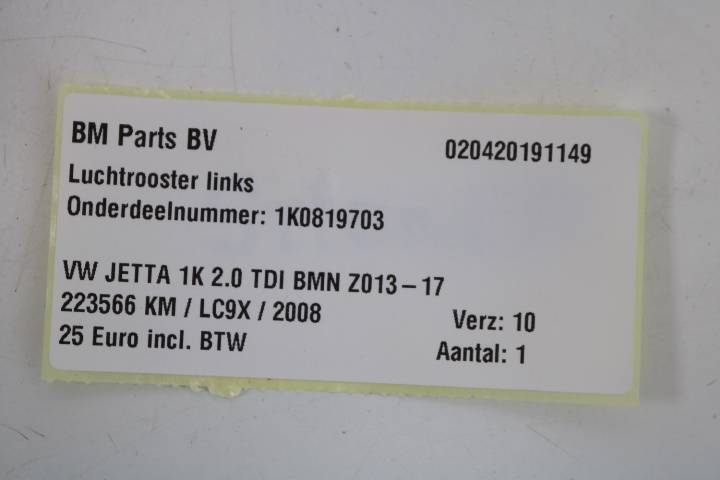 BM Parts BV 020420191149
Luchtrooster links
Onderdeelnummer: 1K0819703
VW JETTA 1K 2.0 TDI BMN Z013-17
223566 KM / LC9X / 2008 Verz: 10
25 Euro incl. BTW Aantal: 1